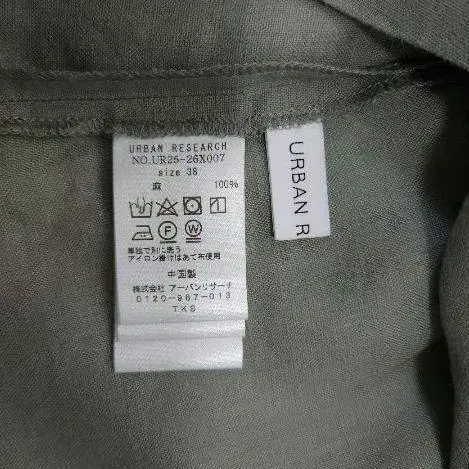 URBAN RESEARCH
NO.UR25-26X007
size 38
麻 100%
単独で別に洗う
アイロン掛けはあて布使用
中国製
株式会社 アーバンリサーチ
0120-967-013
TKS
URBAN R